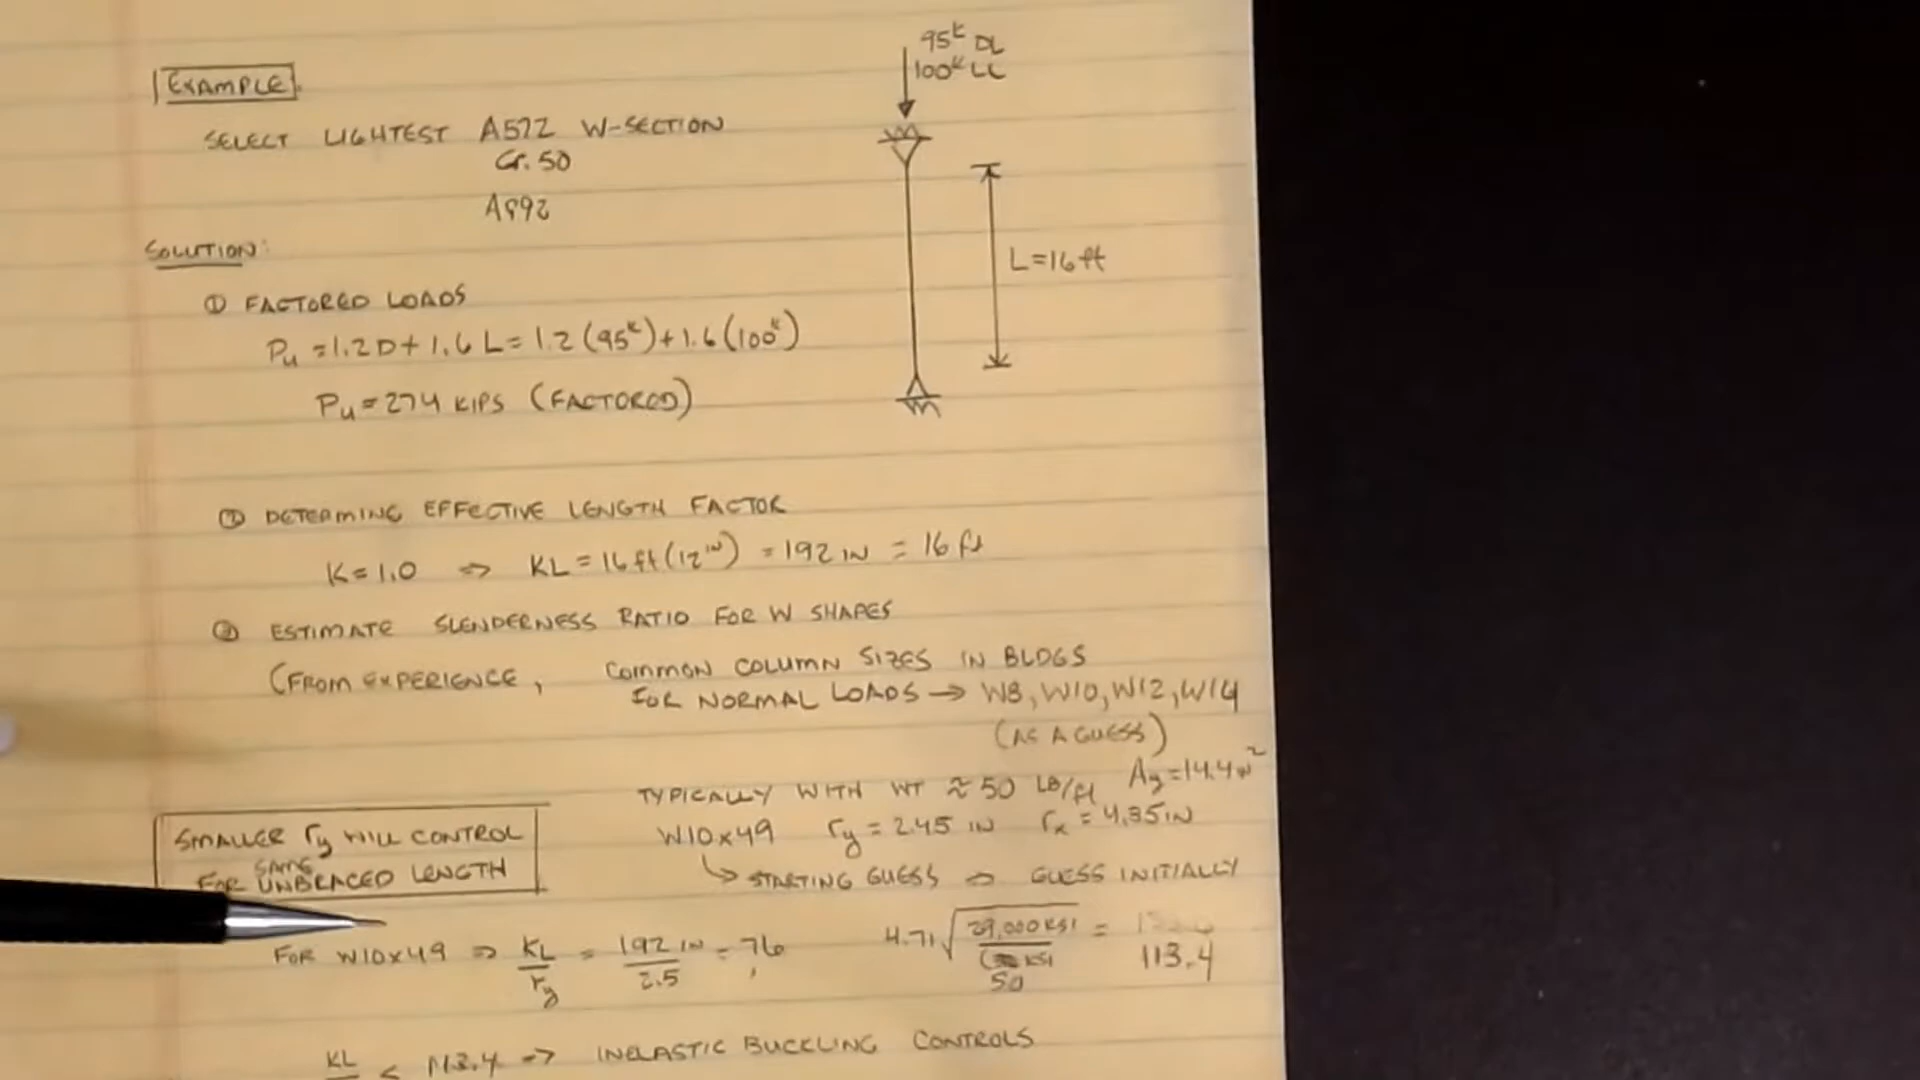 EXAMPLE
95ᵏ DL
100ᵏ LL
SELECT LIGHTEST A572 W-SECTION
Gr. 50
A992
SOLUTION:
① FACTORED LOADS
Pu = 1.2D + 1.6L = 1.2(95ᵏ) + 1.6(100ᵏ)
Pu = 274 KIPS (FACTORED)
L = 16 ft
② DETERMINE EFFECTIVE LENGTH FACTOR
K = 1.0 ⇒ KL = 16ft(12ᴵᴺ) = 192 IN = 16 ft
③ ESTIMATE SLENDERNESS RATIO FOR W SHAPES
(FROM EXPERIENCE, COMMON COLUMN SIZES IN BLDGS
FOR NORMAL LOADS → W8, W10, W12, W14
(AS A GUESS)
TYPICALLY WITH WT ≈ 50 LB/ft Ag = 14.4 IN²
W10x49 ry = 2.45 IN rx = 4.35 IN
↳ STARTING GUESS ⇒ GUESS INITIALLY
SMALLER ry WILL CONTROL
SAME
FOR UNBRACED LENGTH
FOR W10x49 ⇒ KL/ry = 192 IN/2.5 = 76
4.71 √(29,000 KSI / 50 KSI) = 113.4
KL < 113.4 ⇒ INELASTIC BUCKLING CONTROLS